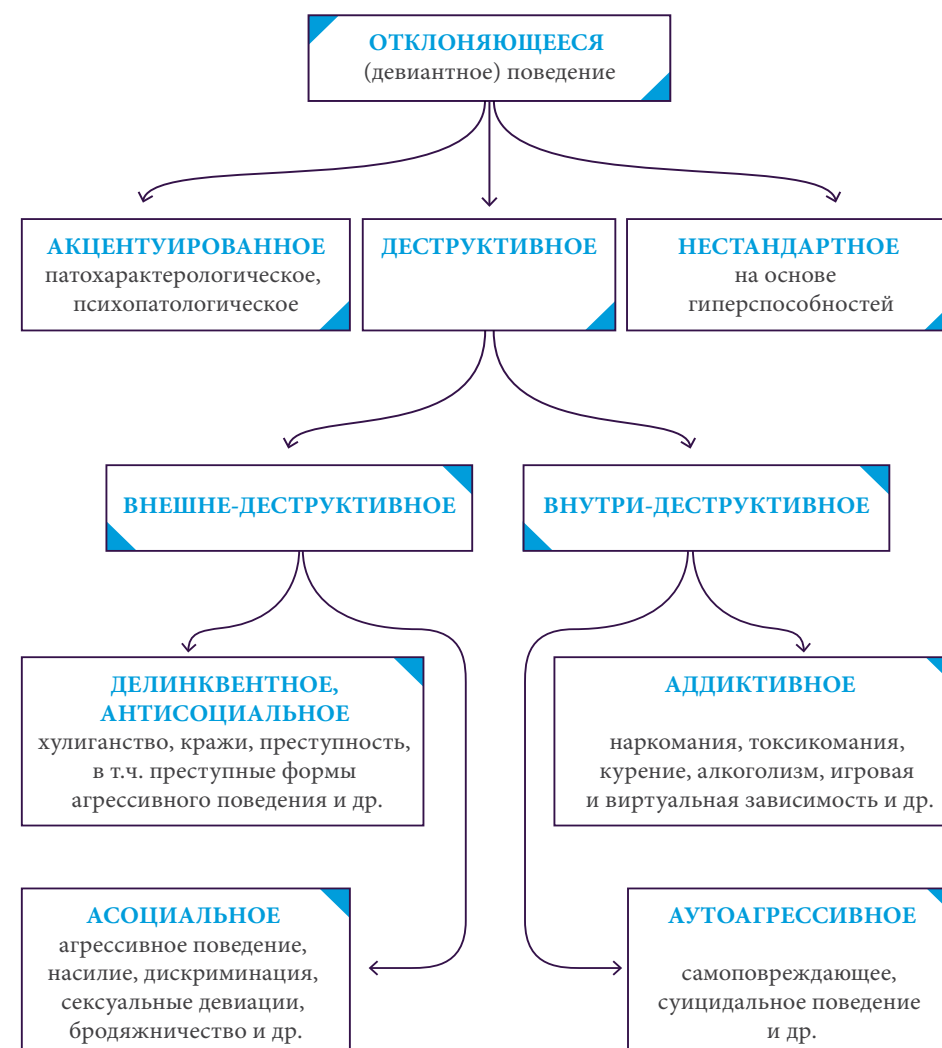 ОТКЛОНЯЮЩЕЕСЯ
(девиантное) поведение
АКЦЕНТУИРОВАННОЕ
патохарактерологическое,
психопатологическое
ДЕСТРУКТИВНОЕ
НЕСТАНДАРТНОЕ
на основе
гиперспособностей
ВНЕШНЕ-ДЕСТРУКТИВНОЕ
ВНУТРИ-ДЕСТРУКТИВНОЕ
ДЕЛИНКВЕНТНОЕ,
АНТИСОЦИАЛЬНОЕ
хулиганство, кражи, преступность,
в т.ч. преступные формы
агрессивного поведения и др.
АДДИКТИВНОЕ
наркомания, токсикомания,
курение, алкоголизм, игровая
и виртуальная зависимость и др.
АСОЦИАЛЬНОЕ
агрессивное поведение,
насилие, дискриминация,
сексуальные девиации,
бродяжничество и др.
АУТОАГРЕССИВНОЕ
самоповреждающее,
суицидальное поведение
и др.